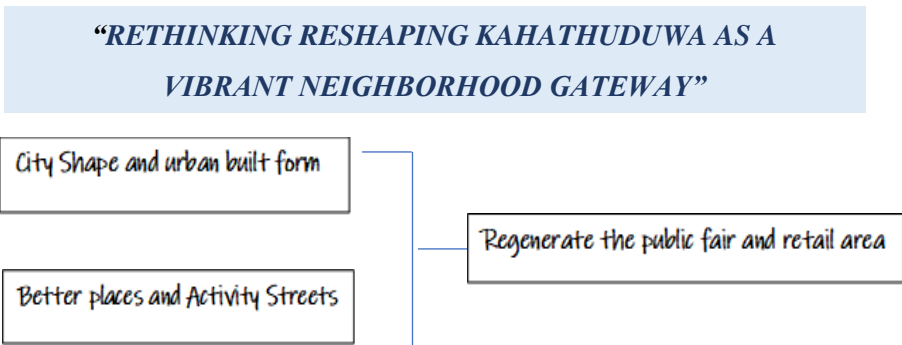 “RETHINKING RESHAPING KAHATHUDUWA AS A
VIBRANT NEIGHBORHOOD GATEWAY”
City Shape and urban built form
Regenerate the public fair and retail area
Better places and Activity Streets